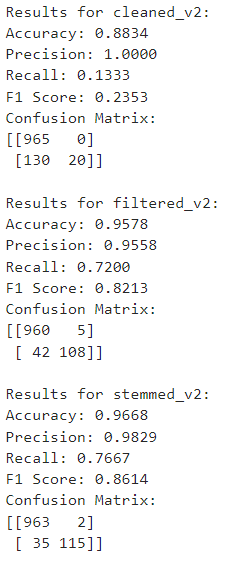 Results for cleaned_v2:
Accuracy: 0.8834
Precision: 1.0000
Recall: 0.1333
F1 Score: 0.2353
Confusion Matrix:
[[965   0]
 [130  20]]
Results for filtered_v2:
Accuracy: 0.9578
Precision: 0.9558
Recall: 0.7200
F1 Score: 0.8213
Confusion Matrix:
[[960   5]
 [ 42 108]]
Results for stemmed_v2:
Accuracy: 0.9668
Precision: 0.9829
Recall: 0.7667
F1 Score: 0.8614
Confusion Matrix:
[[963   2]
 [ 35 115]]